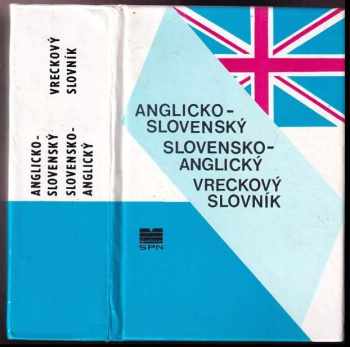 ANGLICKO-
SLOVENSKÝ
SLOVENSKO-
ANGLICKÝ
VRECKOVÝ
SLOVNÍK
ANGLICKO-
SLOVENSKÝ
SLOVENSKO-
ANGLICKÝ
VRECKOVÝ
SLOVNÍK
SPN